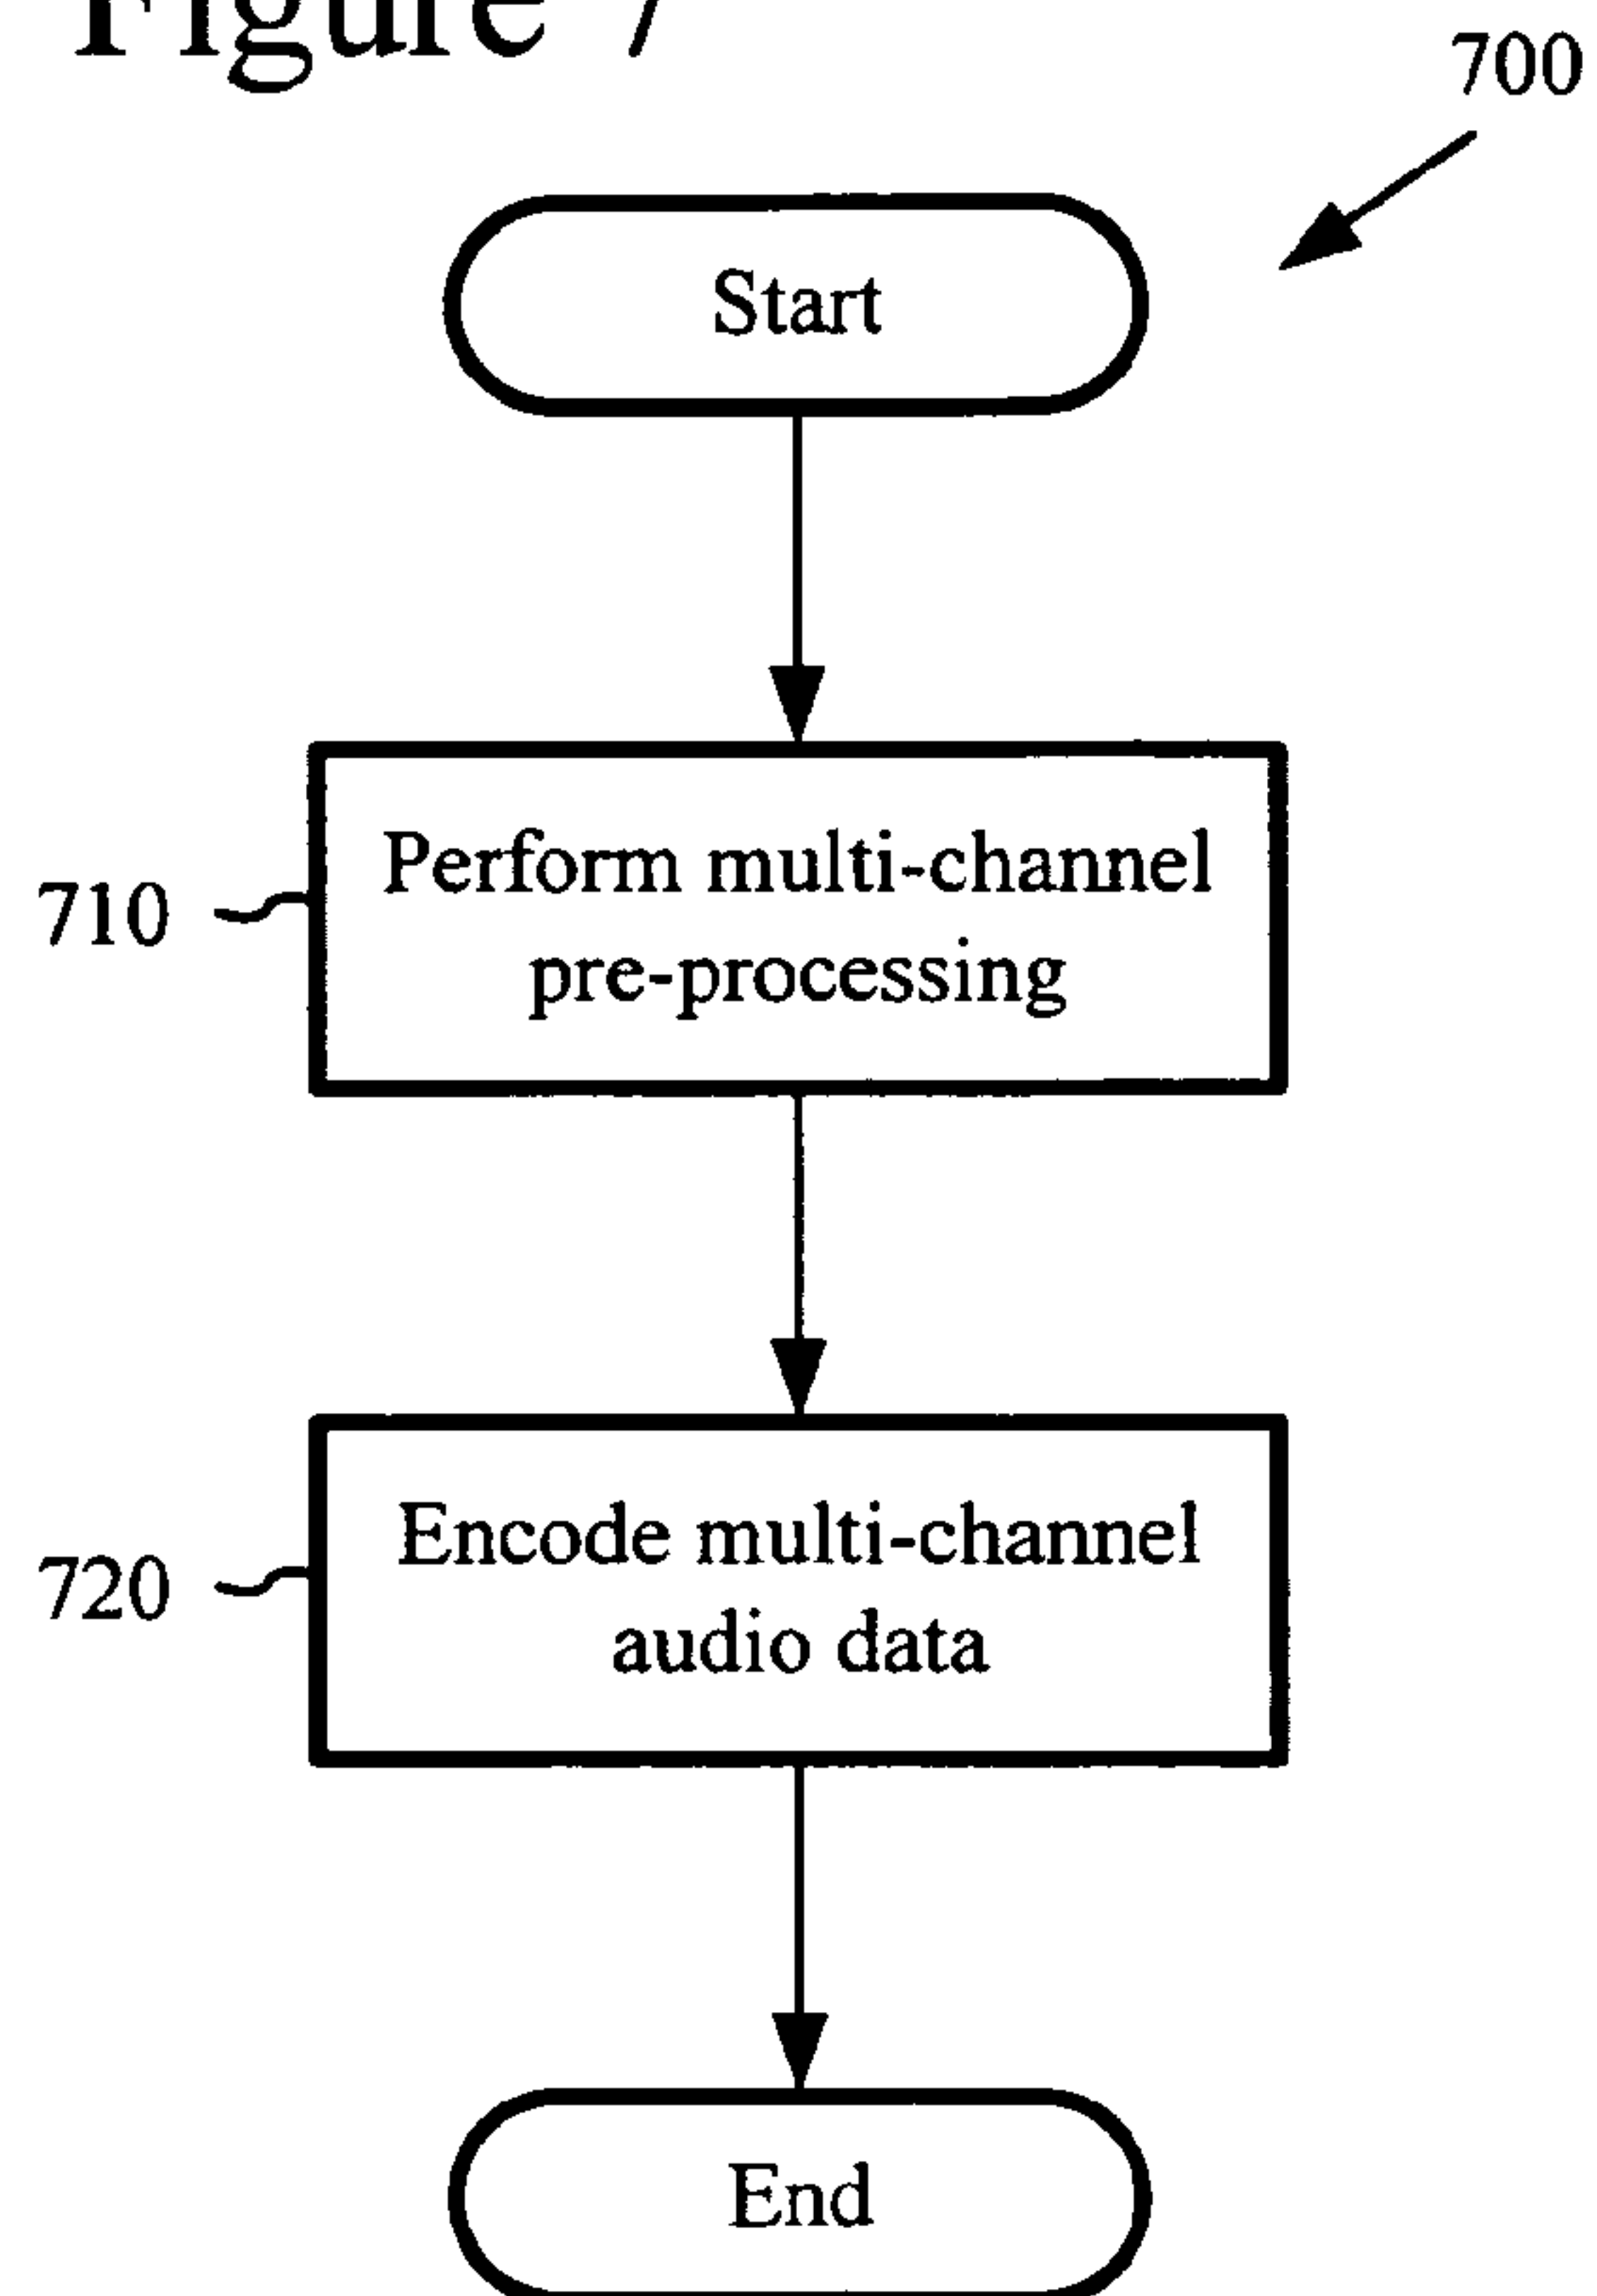 Figure 7
700
Start
710
Perform multi-channel
pre-processing
720
Encode multi-channel
audio data
End